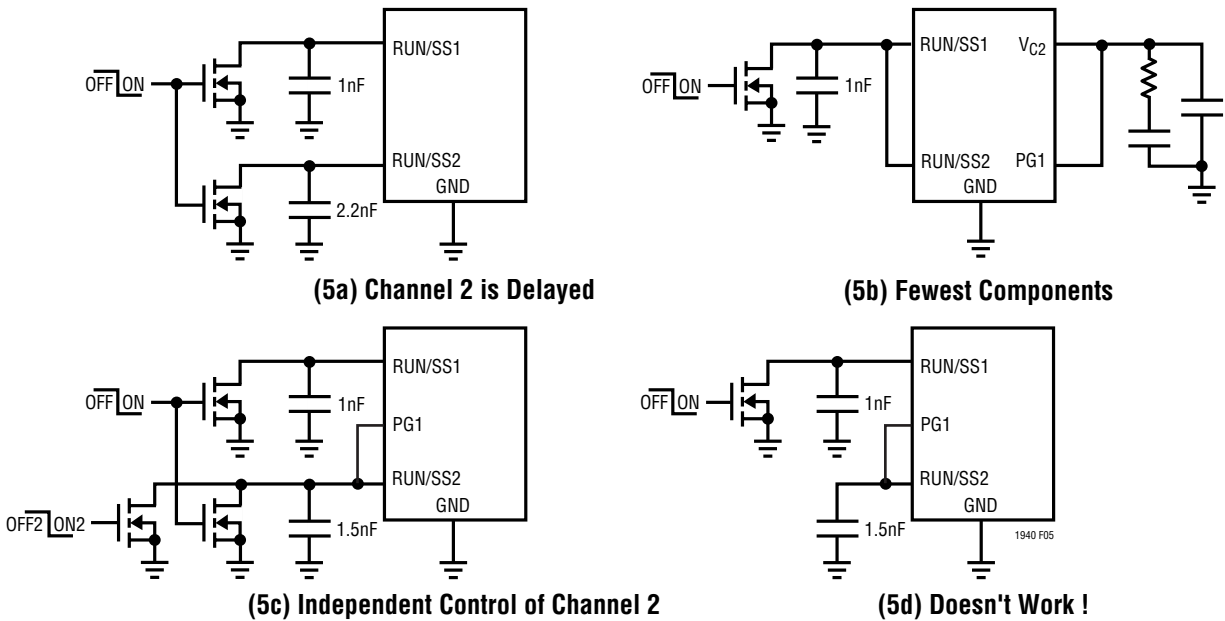 OFF ON
RUN/SS1
1nF
RUN/SS2
GND
2.2nF
(5a) Channel 2 is Delayed
OFF ON
1nF
RUN/SS1
VC2
RUN/SS2
PG1
GND
(5b) Fewest Components
OFF ON
RUN/SS1
1nF
PG1
RUN/SS2
OFF2 ON2
GND
1.5nF
(5c) Independent Control of Channel 2
OFF ON
RUN/SS1
1nF
PG1
RUN/SS2
GND
1.5nF
1940 F05
(5d) Doesn't Work !